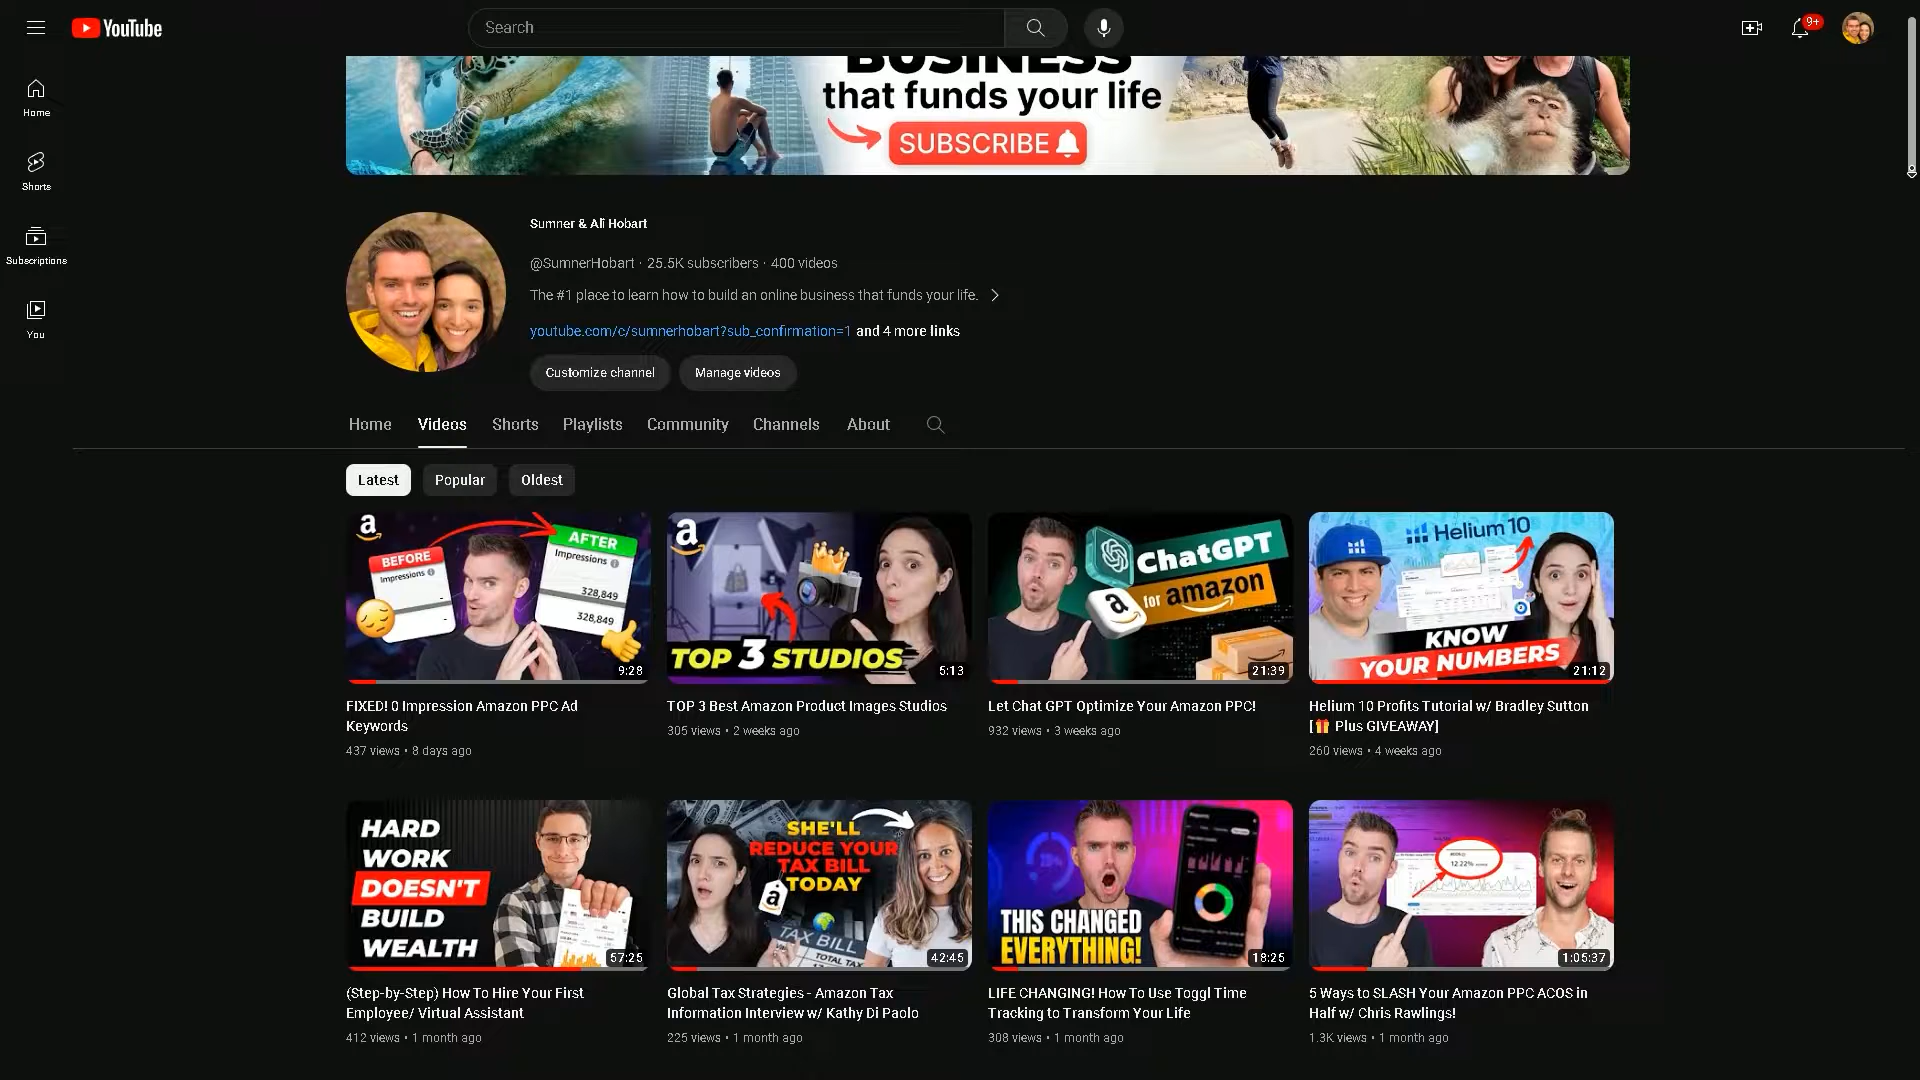 YouTube
Search
9+
Home
Shorts
Subscriptions
You
BUSINESS
that funds your life
SUBSCRIBE
Sumner & Ali Hobart
@SumnerHobart · 25.5K subscribers · 400 videos
The #1 place to learn how to build an online business that funds your life.
youtube.com/c/sumnerhobart?sub_confirmation=1 and 4 more links
Customize channel
Manage videos
Home
Videos
Shorts
Playlists
Community
Channels
About
Latest
Popular
Oldest
a
BEFORE
Impressions
AFTER
Impressions
328,849
328,849
9:28
FIXED! 0 Impression Amazon PPC Ad
Keywords
437 views • 8 days ago
a
TOP 3 STUDIOS
5:13
TOP 3 Best Amazon Product Images Studios
305 views • 2 weeks ago
ChatGPT
a
for amazon
21:39
Let Chat GPT Optimize Your Amazon PPC!
932 views • 3 weeks ago
Helium 10
KNOW
YOUR NUMBERS
21:12
Helium 10 Profits Tutorial w/ Bradley Sutton
[🎁 Plus GIVEAWAY]
260 views • 4 weeks ago
HARD
WORK
DOESN'T
BUILD
WEALTH
57:25
(Step-by-Step) How To Hire Your First
Employee/ Virtual Assistant
412 views • 1 month ago
SHE'LL
REDUCE YOUR
TAX BILL
TODAY
a
TAX BILL
TOTAL TAX
42:45
Global Tax Strategies - Amazon Tax
Information Interview w/ Kathy Di Paolo
225 views • 1 month ago
THIS CHANGED
EVERYTHING!
18:25
LIFE CHANGING! How To Use Toggl Time
Tracking to Transform Your Life
308 views • 1 month ago
12.22%
1:05:37
5 Ways to SLASH Your Amazon PPC ACOS in
Half w/ Chris Rawlings!
1.3K views • 1 month ago